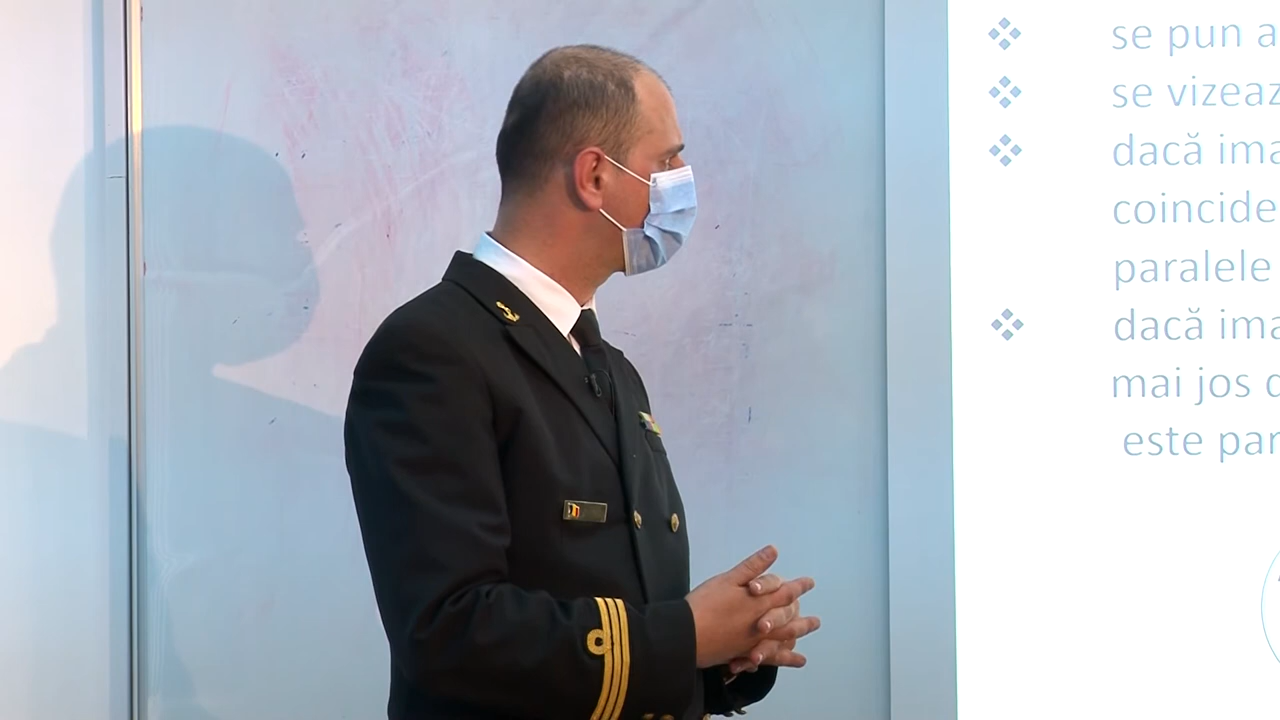 se pun a
se vizeaz
dacă ima
coincide
paralele
dacă ima
mai jos d
este par